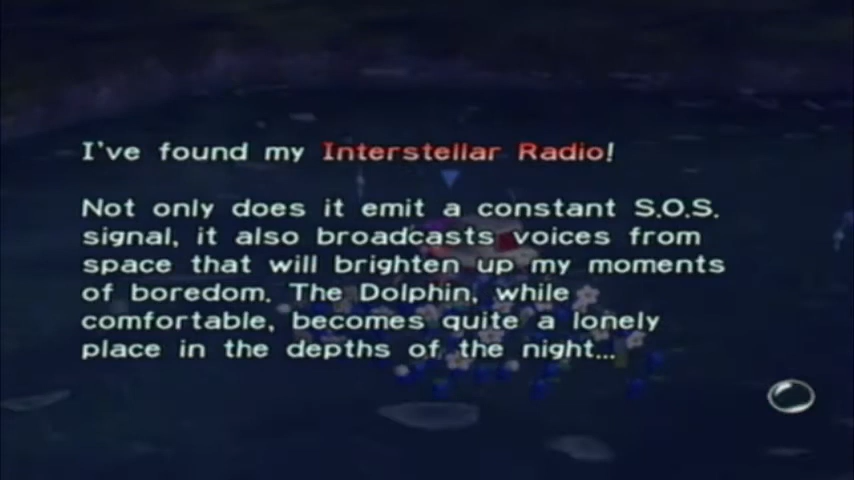 I've found my Interstellar Radio!
Not only does it emit a constant S.O.S.
signal, it also broadcasts voices from
space that will brighten up my moments
of boredom. The Dolphin, while
comfortable, becomes quite a lonely
place in the depths of the night...